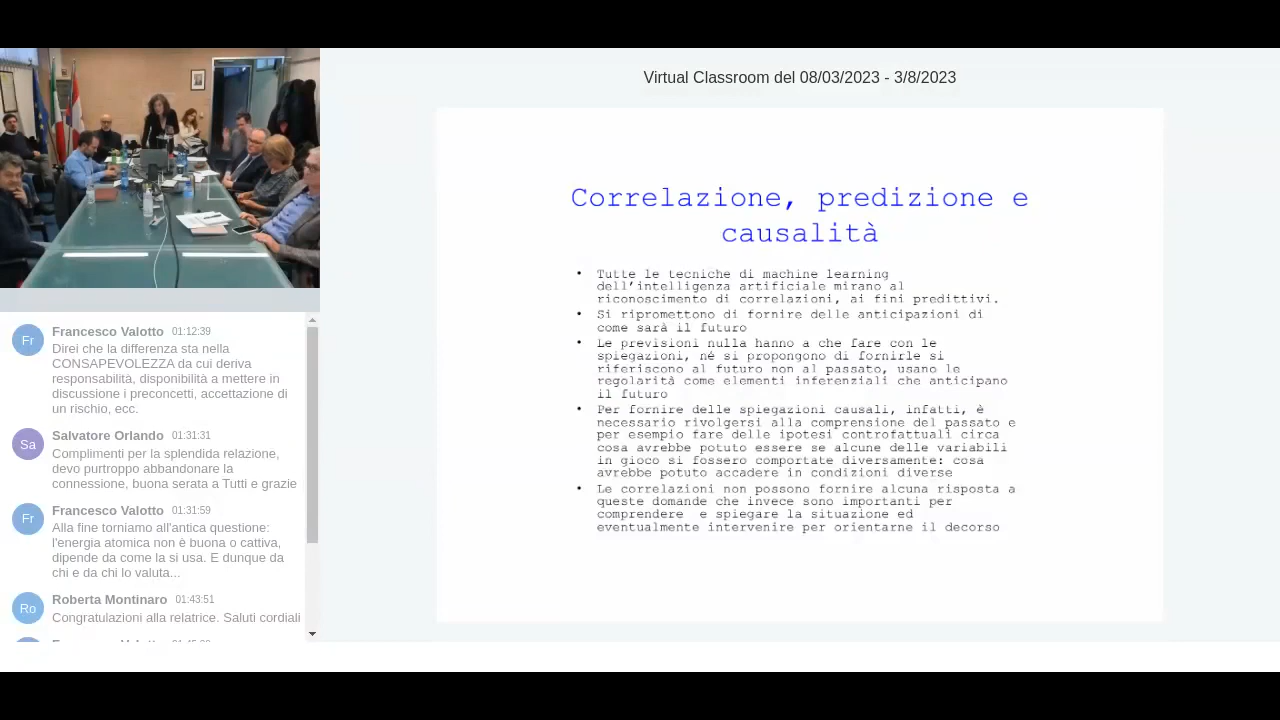 Virtual Classroom del 08/03/2023 - 3/8/2023
Correlazione, predizione e
causalità
• Tutte le tecniche di machine learning
dell'intelligenza artificiale mirano al
riconoscimento di correlazioni, ai fini predittivi.
• Si ripromettono di fornire delle anticipazioni di
come sarà il futuro
• Le previsioni nulla hanno a che fare con le
spiegazioni, né si propongono di fornirle si
riferiscono al futuro non al passato, usano le
regolarità come elementi inferenziali che anticipano
il futuro
• Per fornire delle spiegazioni causali, infatti, è
necessario rivolgersi alla comprensione del passato e
per esempio fare delle ipotesi controfattuali circa
cosa avrebbe potuto essere se alcune delle variabili
in gioco si fossero comportate diversamente: cosa
avrebbe potuto accadere in condizioni diverse
• Le correlazioni non possono fornire alcuna risposta a
queste domande che invece sono importanti per
comprendere e spiegare la situazione ed
eventualmente intervenire per orientarne il decorso
Fr
Francesco Valotto 01:12:39
Direi che la differenza sta nella
CONSAPEVOLEZZA da cui deriva
responsabilità, disponibilità a mettere in
discussione i preconcetti, accettazione di
un rischio, ecc.
Sa
Salvatore Orlando 01:31:31
Complimenti per la splendida relazione,
devo purtroppo abbandonare la
connessione, buona serata a Tutti e grazie
Fr
Francesco Valotto 01:31:59
Alla fine torniamo all'antica questione:
l'energia atomica non è buona o cattiva,
dipende da come la si usa. E dunque da
chi e da chi lo valuta...
Ro
Roberta Montinaro 01:43:51
Congratulazioni alla relatrice. Saluti cordiali